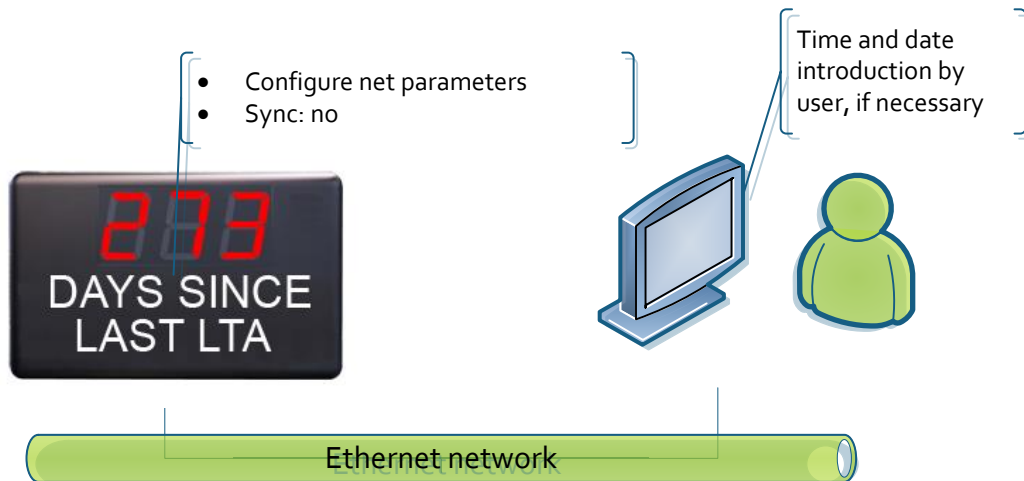 • Configure net parameters
• Sync: no
Time and date
introduction by
user, if necessary
273
DAYS SINCE
LAST LTA
Ethernet network